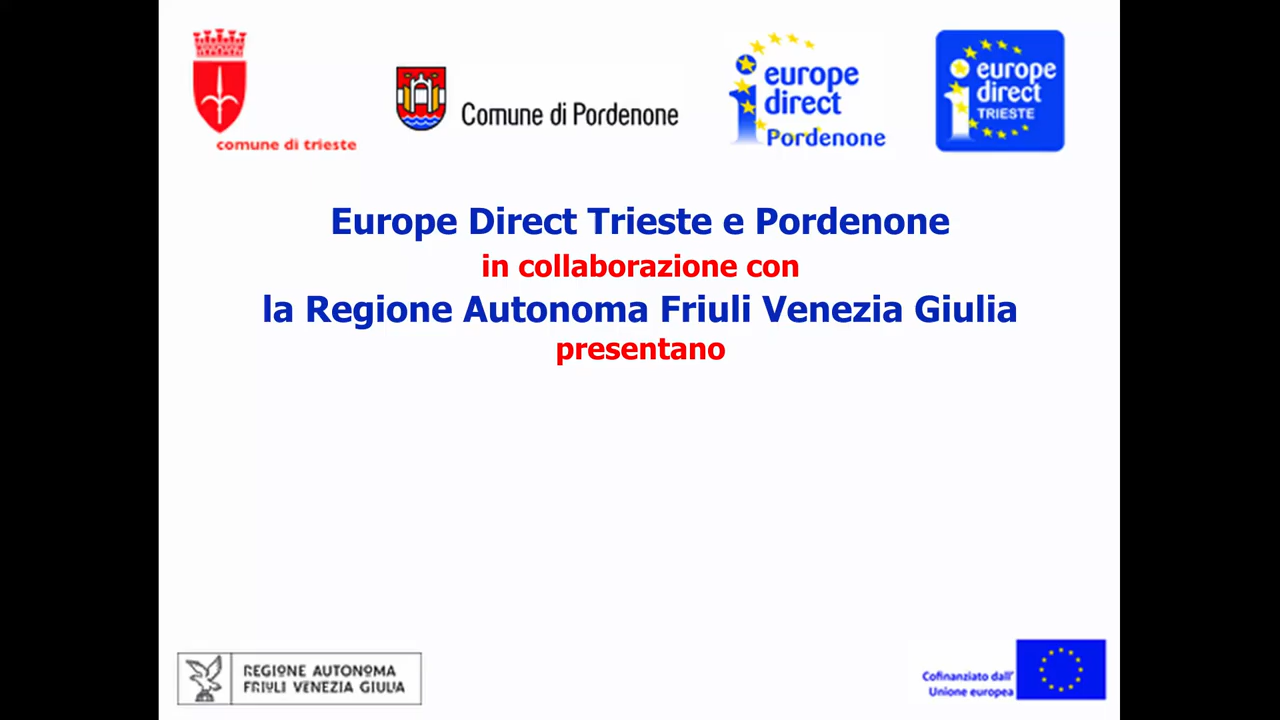 comune di trieste
Comune di Pordenone
europe
direct
Pordenone
europe
direct
TRIESTE
Europe Direct Trieste e Pordenone
in collaborazione con
la Regione Autonoma Friuli Venezia Giulia
presentano
REGIONE AUTONOMA
FRIULI VENEZIA GIULIA
Cofinanziato dall'
Unione europea